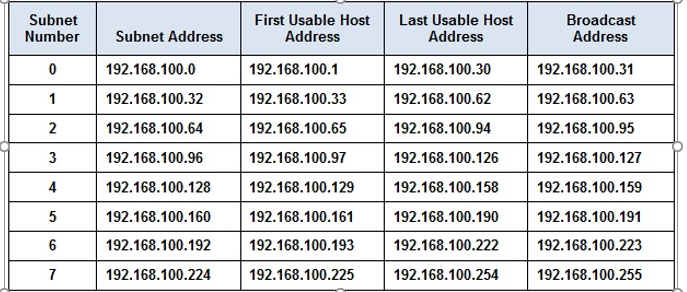 Subnet Number Subnet Address First Usable Host Address Last Usable Host Address Broadcast Address
0 192.168.100.0 192.168.100.1 192.168.100.30 192.168.100.31
1 192.168.100.32 192.168.100.33 192.168.100.62 192.168.100.63
2 192.168.100.64 192.168.100.65 192.168.100.94 192.168.100.95
3 192.168.100.96 192.168.100.97 192.168.100.126 192.168.100.127
4 192.168.100.128 192.168.100.129 192.168.100.158 192.168.100.159
5 192.168.100.160 192.168.100.161 192.168.100.190 192.168.100.191
6 192.168.100.192 192.168.100.193 192.168.100.222 192.168.100.223
7 192.168.100.224 192.168.100.225 192.168.100.254 192.168.100.255